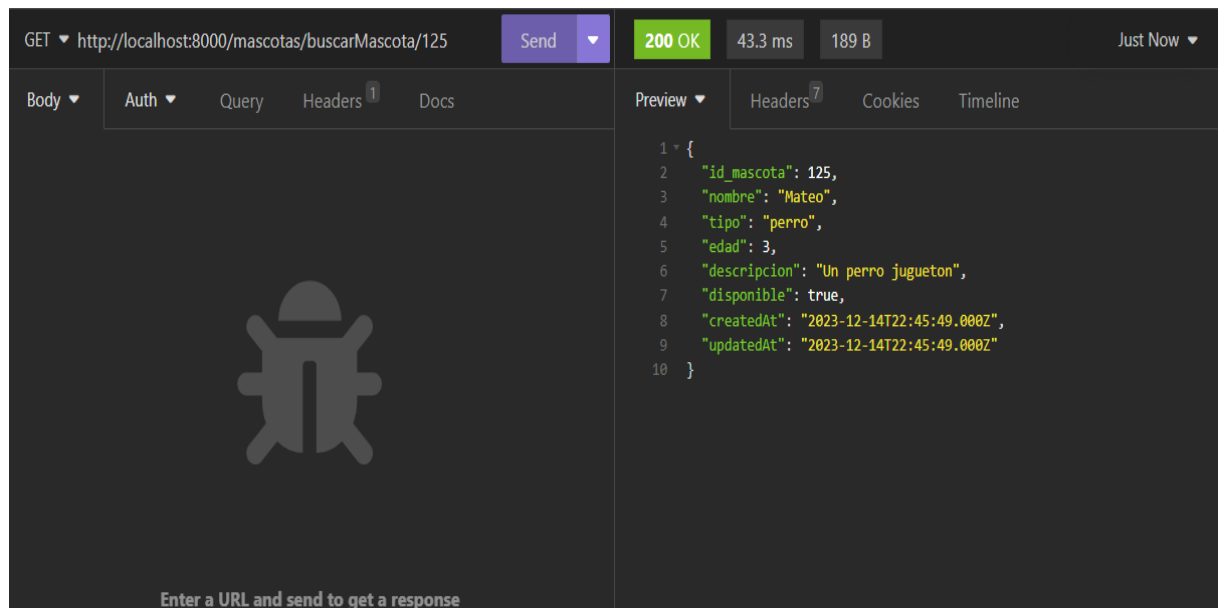 GET http://localhost:8000/mascotas/buscarMascota/125 Send
200 OK 43.3 ms 189 B Just Now
Body Auth Query Headers 1 Docs
Preview Headers 7 Cookies Timeline
1 {
2 "id_mascota": 125,
3 "nombre": "Mateo",
4 "tipo": "perro",
5 "edad": 3,
6 "descripcion": "Un perro jugueton",
7 "disponible": true,
8 "createdAt": "2023-12-14T22:45:49.000Z",
9 "updatedAt": "2023-12-14T22:45:49.000Z"
10 }
Enter a URL and send to get a response